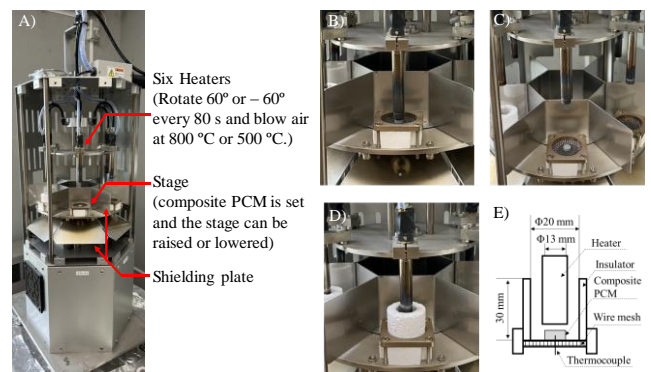 A)
Six Heaters
(Rotate 60º or – 60º
every 80 s and blow air
at 800 ºC or 500 ºC.)
Stage
(composite PCM is set
and the stage can be
raised or lowered)
Shielding plate
B)
C)
D)
E)
Φ20 mm
Φ13 mm
Heater
Insulator
Composite
PCM
Wire mesh
Thermocouple
30 mm